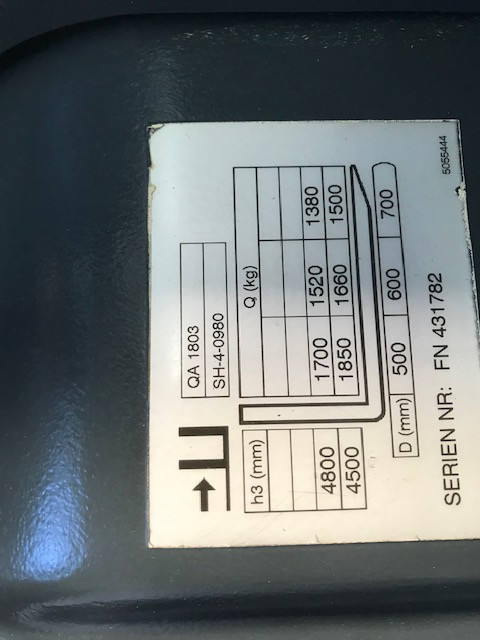 QA 1803
SH-4-0980
h3 (mm) Q (kg)
4800 1700 1520 1380
4500 1850 1660 1500
D (mm) 500 600 700
SERIEN NR: FN 431782
5055444